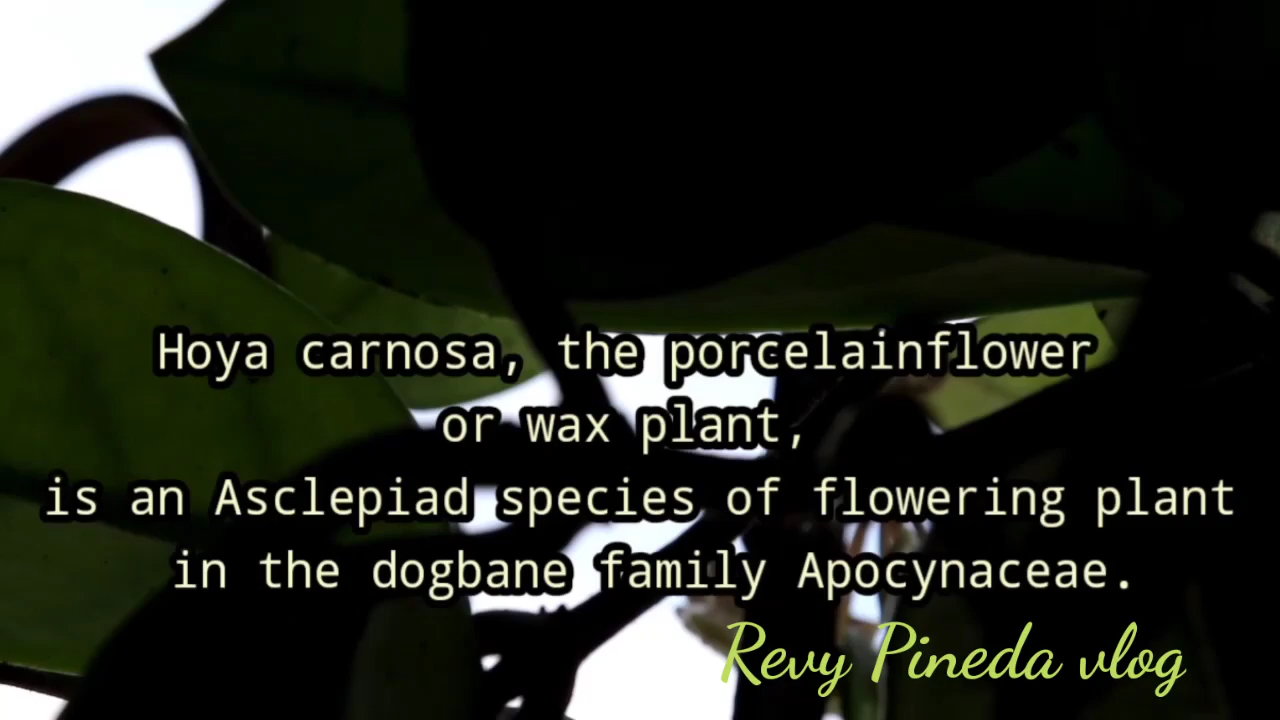 Hoya carnosa, the porcelainflower
or wax plant,
is an Asclepiad species of flowering plant
in the dogbane family Apocynaceae.
Revy Pineda vlog